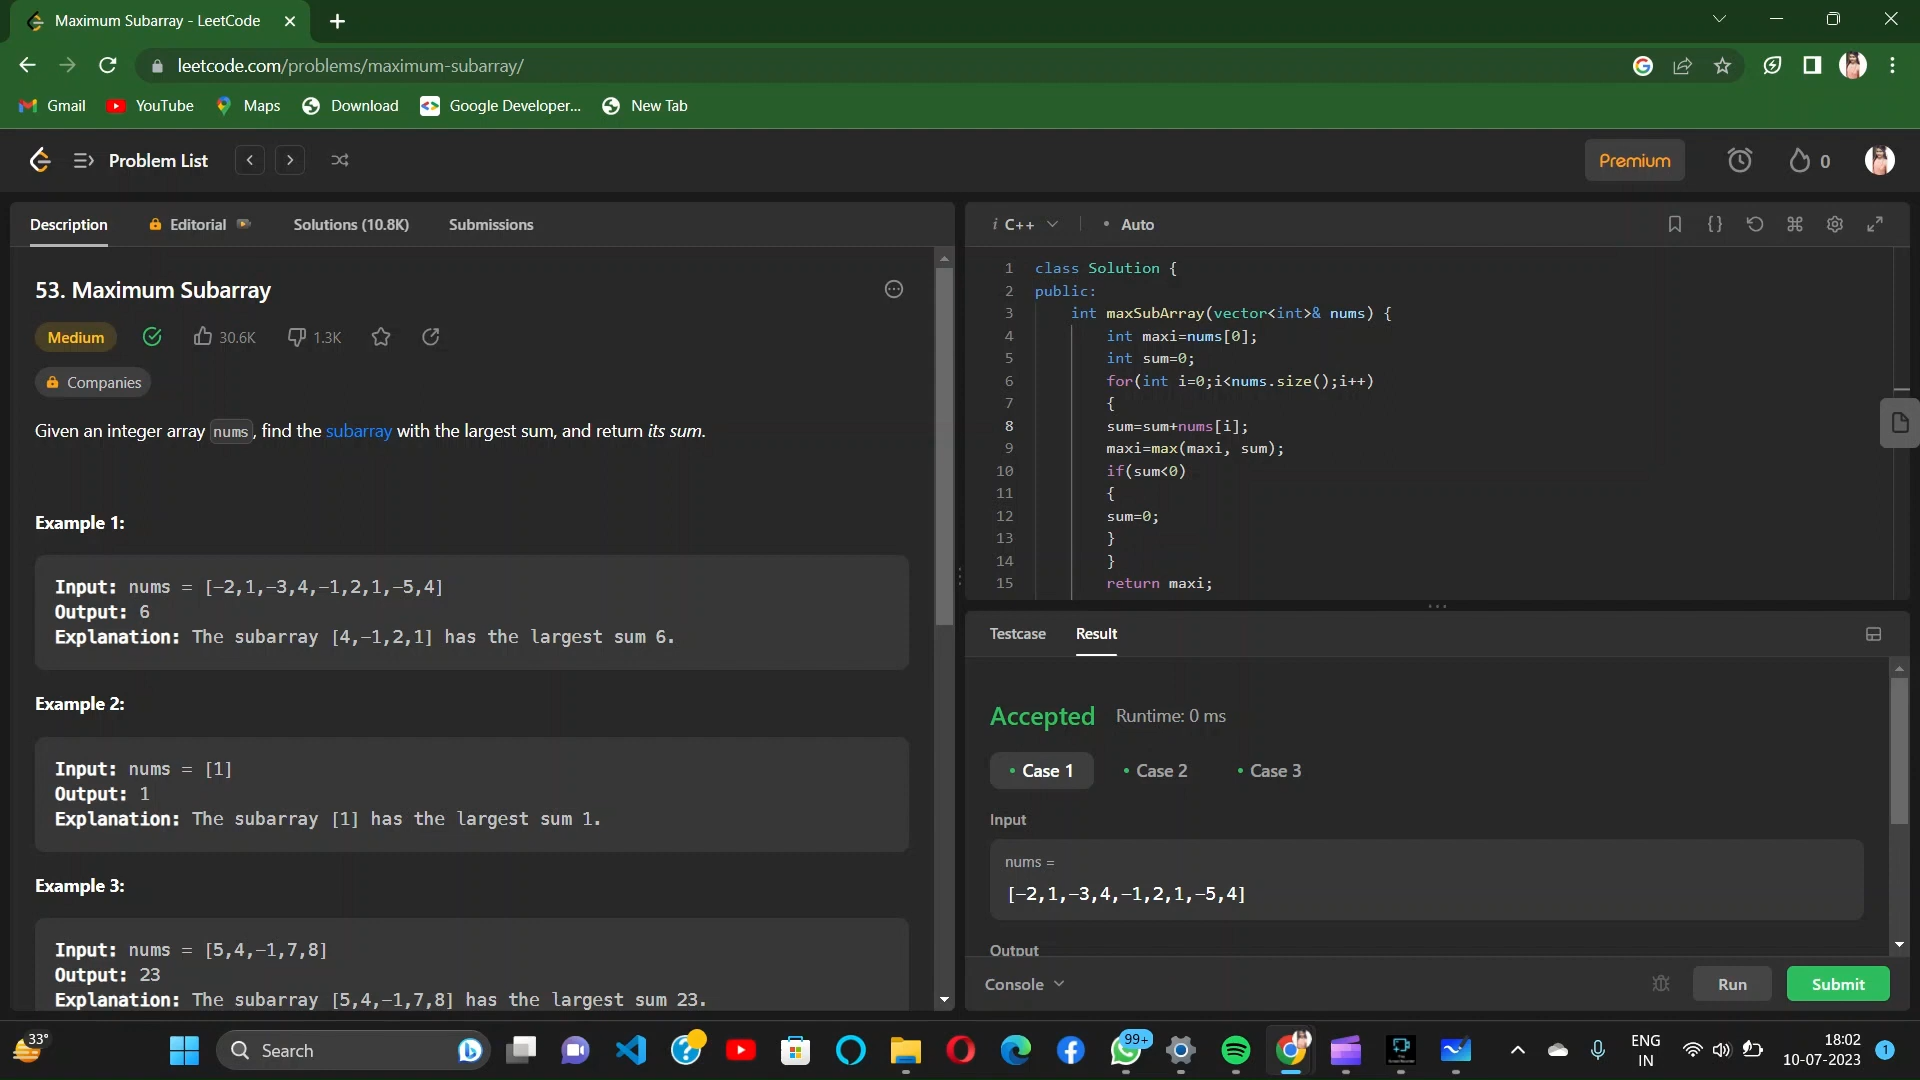 Maximum Subarray - LeetCode
leetcode.com/problems/maximum-subarray/
Gmail YouTube Maps Download Google Developer... New Tab
Problem List
Premium
0
Description Editorial Solutions (10.8K) Submissions
53. Maximum Subarray
Medium 30.6K 1.3K
Companies
Given an integer array nums, find the subarray with the largest sum, and return its sum.
Example 1:
Input: nums = [-2,1,-3,4,-1,2,1,-5,4]
Output: 6
Explanation: The subarray [4,-1,2,1] has the largest sum 6.
Example 2:
Input: nums = [1]
Output: 1
Explanation: The subarray [1] has the largest sum 1.
Example 3:
Input: nums = [5,4,-1,7,8]
Output: 23
Explanation: The subarray [5,4,-1,7,8] has the largest sum 23.
i C++ • Auto
1 class Solution {
2 public:
3 int maxSubArray(vector<int>& nums) {
4 int maxi=nums[0];
5 int sum=0;
6 for(int i=0;i<nums.size();i++)
7 {
8 sum=sum+nums[i];
9 maxi=max(maxi, sum);
10 if(sum<0)
11 {
12 sum=0;
13 }
14 }
15 return maxi;
Testcase Result
Accepted Runtime: 0 ms
• Case 1 • Case 2 • Case 3
Input
nums =
[-2,1,-3,4,-1,2,1,-5,4]
Output
Console Run Submit
33°
Search
99+
ENG
IN
18:02
10-07-2023
1